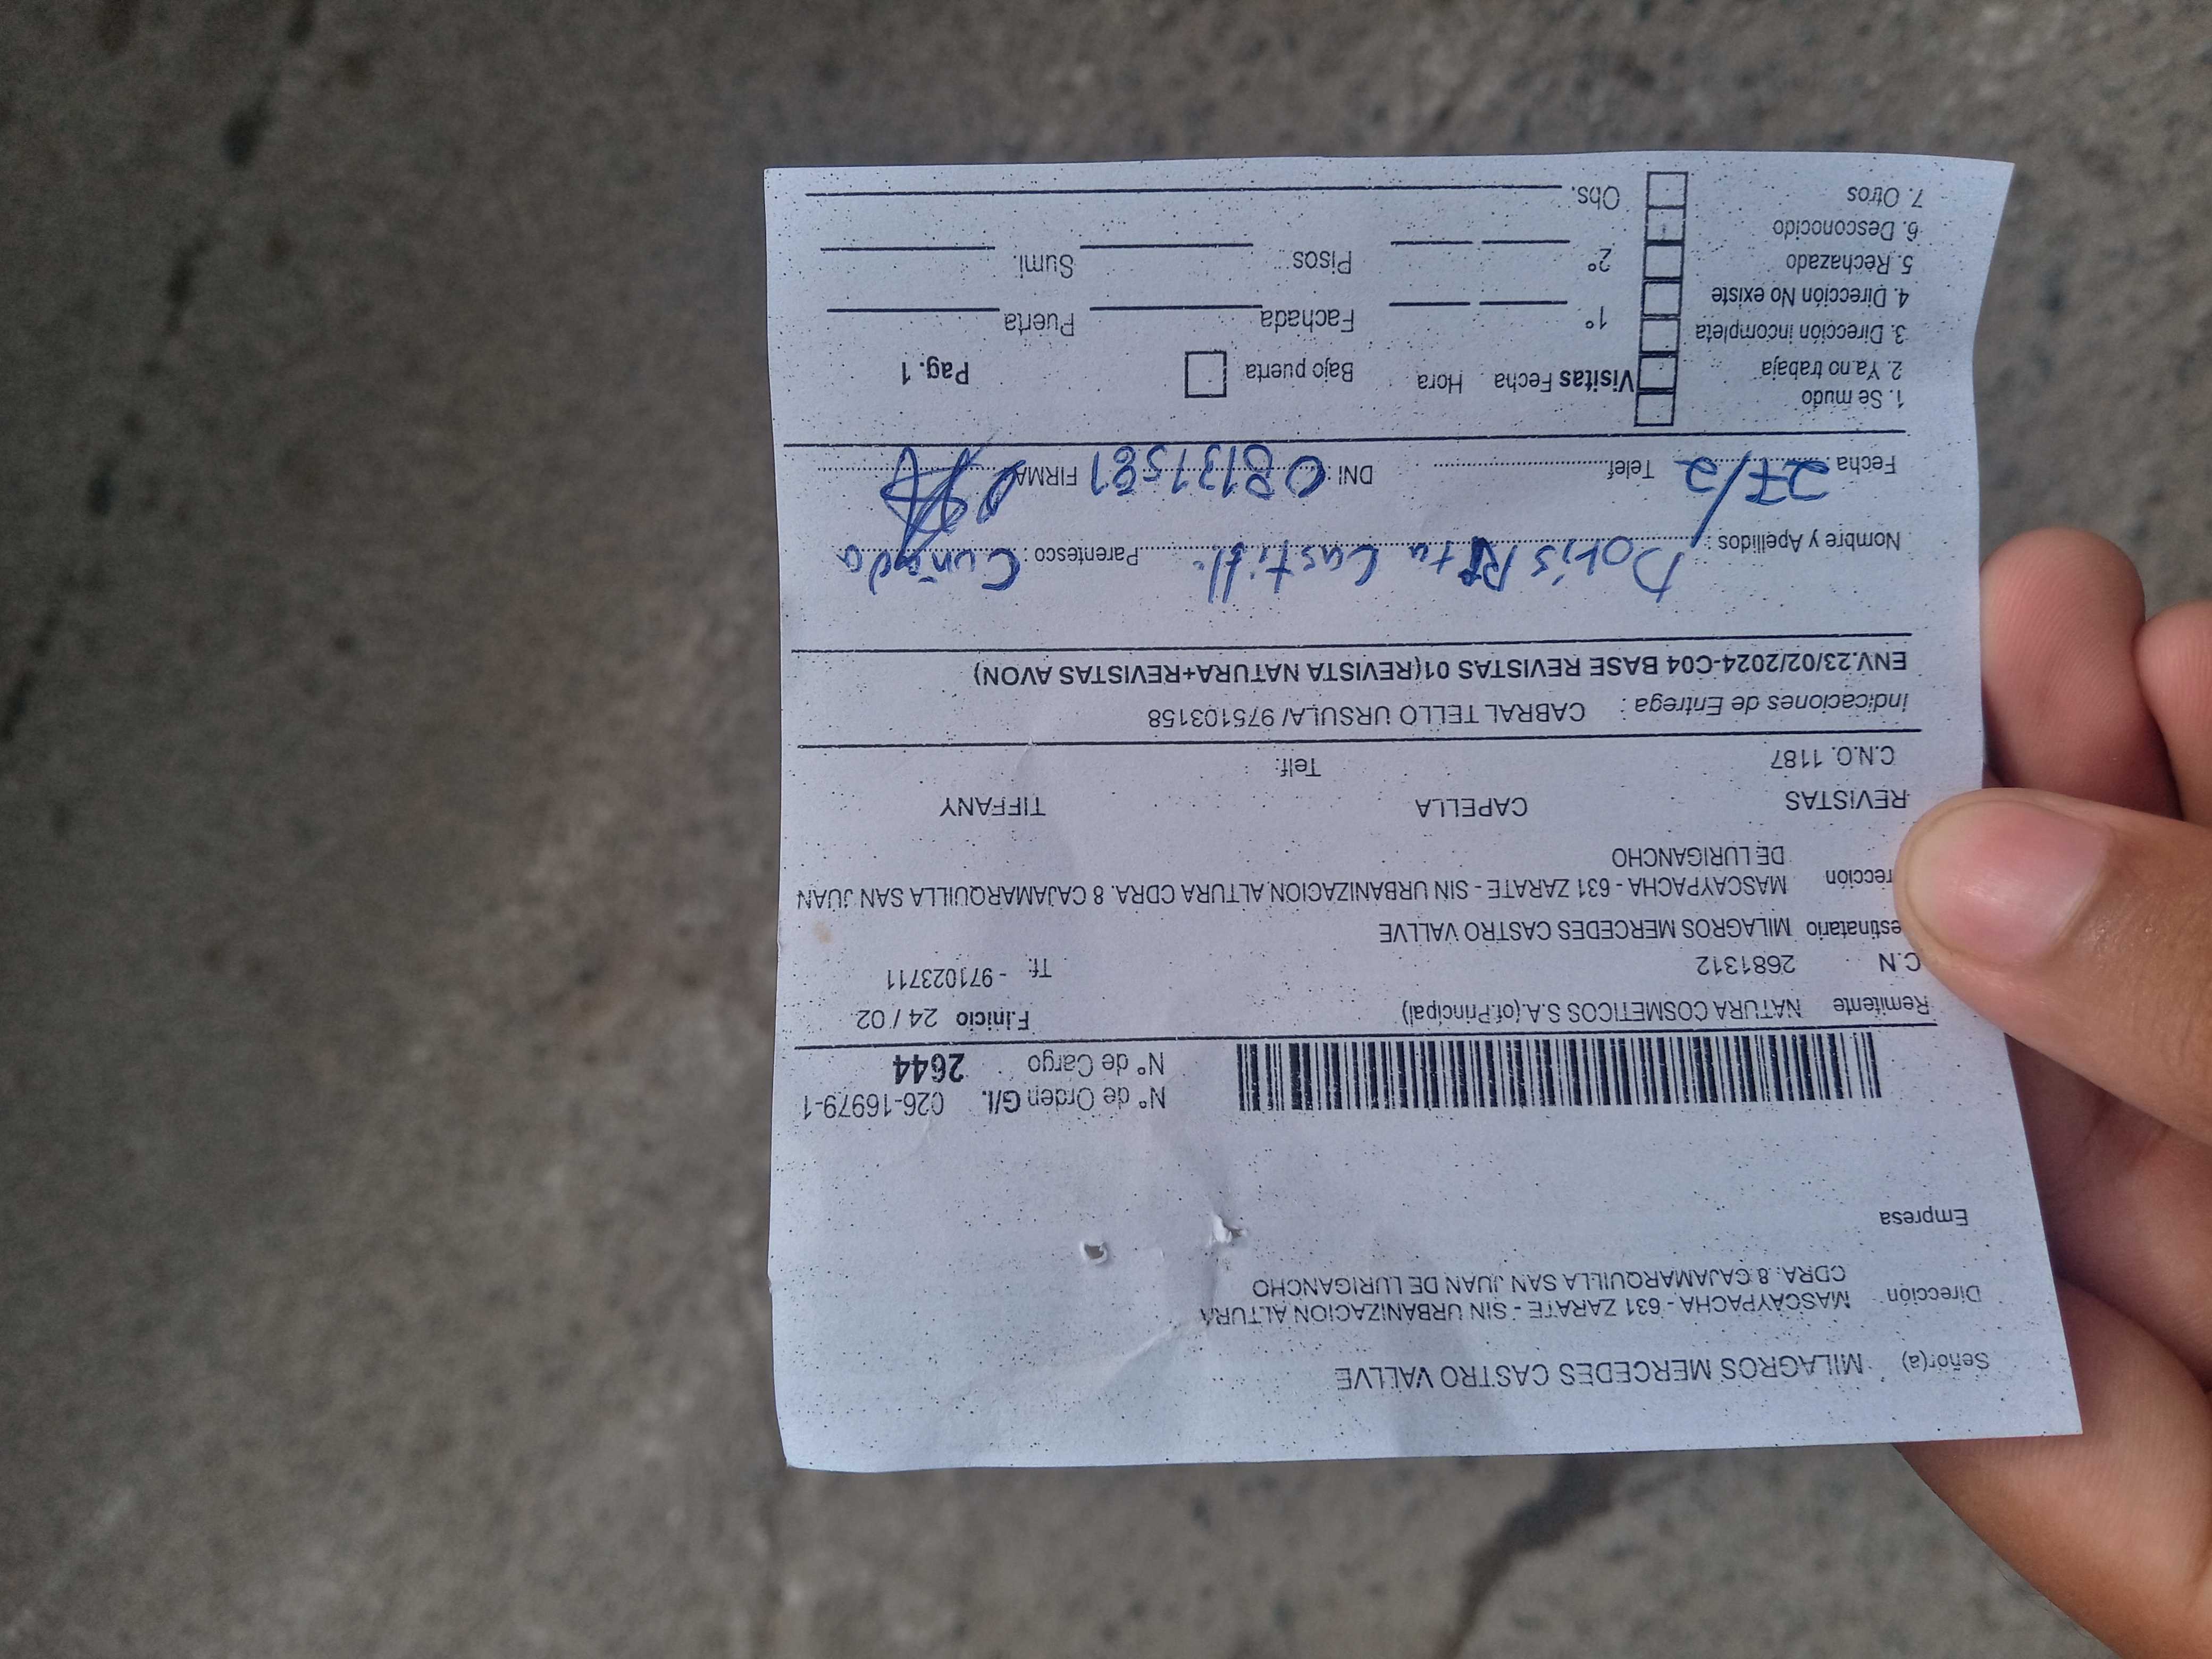 Señor(a) MILAGROS MERCEDES CASTRO VALLVE
Dirección MASCAYPACHA - 631 ZARATE - SIN URBANIZACION ALTURA
CDRA. 8 CAJAMARQUILLA SAN JUAN DE LURIGANCHO
Empresa
N° de Orden G/I. 026-16979-1
N° de Cargo 2644
Remitente NATURA COSMETICOS S.A.(of.Principal) F.Inicio 24 / 02
C.N 2681312 Tf: - 971023711
estinatario MILAGROS MERCEDES CASTRO VALLVE
rección MASCAYPACHA - 631 ZARATE - SIN URBANIZACION ALTURA CDRA. 8 CAJAMARQUILLA SAN JUAN
DE LURIGANCHO
REVISTAS CAPELLA TIFFANY
C.N.O. 1187 Telf:
Indicaciones de Entrega : CABRAL TELLO URSULA/ 975103158
ENV.23/02/2024-C04 BASE REVISTAS 01(REVISTA NATURA+REVISTAS AVON)
Nombre y Apellidos : Doris Parentesco : Cuñada
Fecha : 27/2 Telef. DNI : 08131581 FIRMA
1. Se mudo
2. Ya no trabaja Visitas Fecha Hora Bajo puerta Pag. 1
3. Dirección incompleta 1° Fachada Puerta
4. Dirección No existe
5. Rechazado 2° Pisos Sumi.
6. Desconocido
7. Otros Obs.